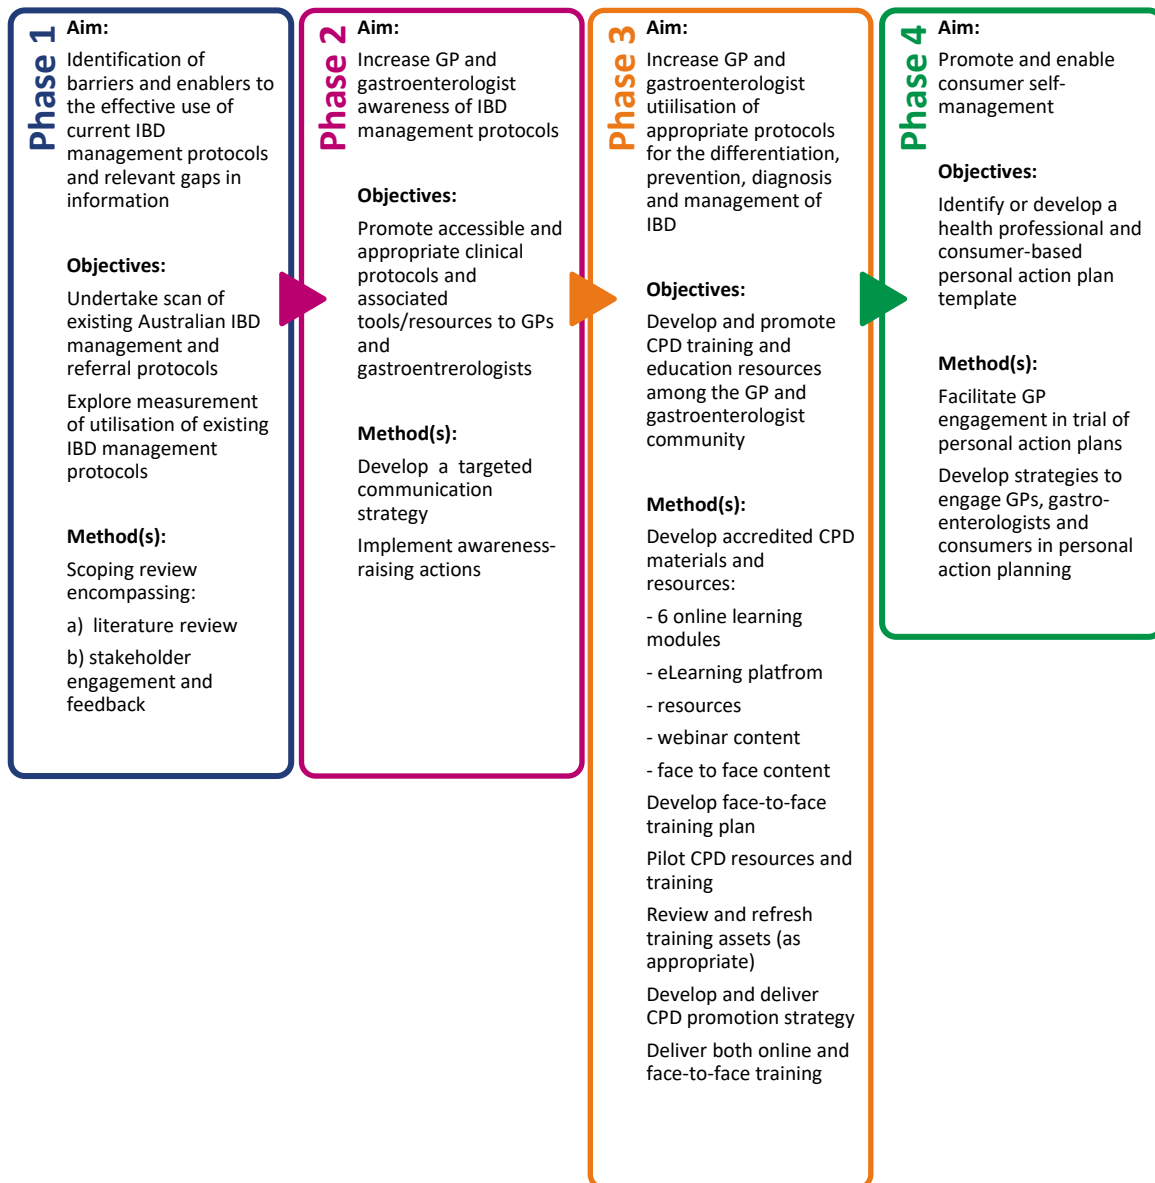 Phase 1
Aim:
Identification of
barriers and enablers to
the effective use of
current IBD
management protocols
and relevant gaps in
information
Objectives:
Undertake scan of
existing Australian IBD
management and
referral protocols
Explore measurement
of utilisation of existing
IBD management
protocols
Method(s):
Scoping review
encompassing:
a) literature review
b) stakeholder
engagement and
feedback
Phase 2
Aim:
Increase GP and
gastroenterologist
awareness of IBD
management protocols
Objectives:
Promote accessible and
appropriate clinical
protocols and
associated
tools/resources to GPs
and
gastroentrerologists
Method(s):
Develop a targeted
communication
strategy
Implement awareness-
raising actions
Phase 3
Aim:
Increase GP and
gastroenterologist
utiilisation of
appropriate protocols
for the differentiation,
prevention, diagnosis
and management of
IBD
Objectives:
Develop and promote
CPD training and
education resources
among the GP and
gastroenterologist
community
Method(s):
Develop accredited CPD
materials and
resources:
- 6 online learning
modules
- eLearning platfrom
- resources
- webinar content
- face to face content
Develop face-to-face
training plan
Pilot CPD resources and
training
Review and refresh
training assets (as
appropriate)
Develop and deliver
CPD promotion strategy
Deliver both online and
face-to-face training
Phase 4
Aim:
Promote and enable
consumer self-
management
Objectives:
Identify or develop a
health professional and
consumer-based
personal action plan
template
Method(s):
Facilitate GP
engagement in trial of
personal action plans
Develop strategies to
engage GPs, gastro-
enterologists and
consumers in personal
action planning